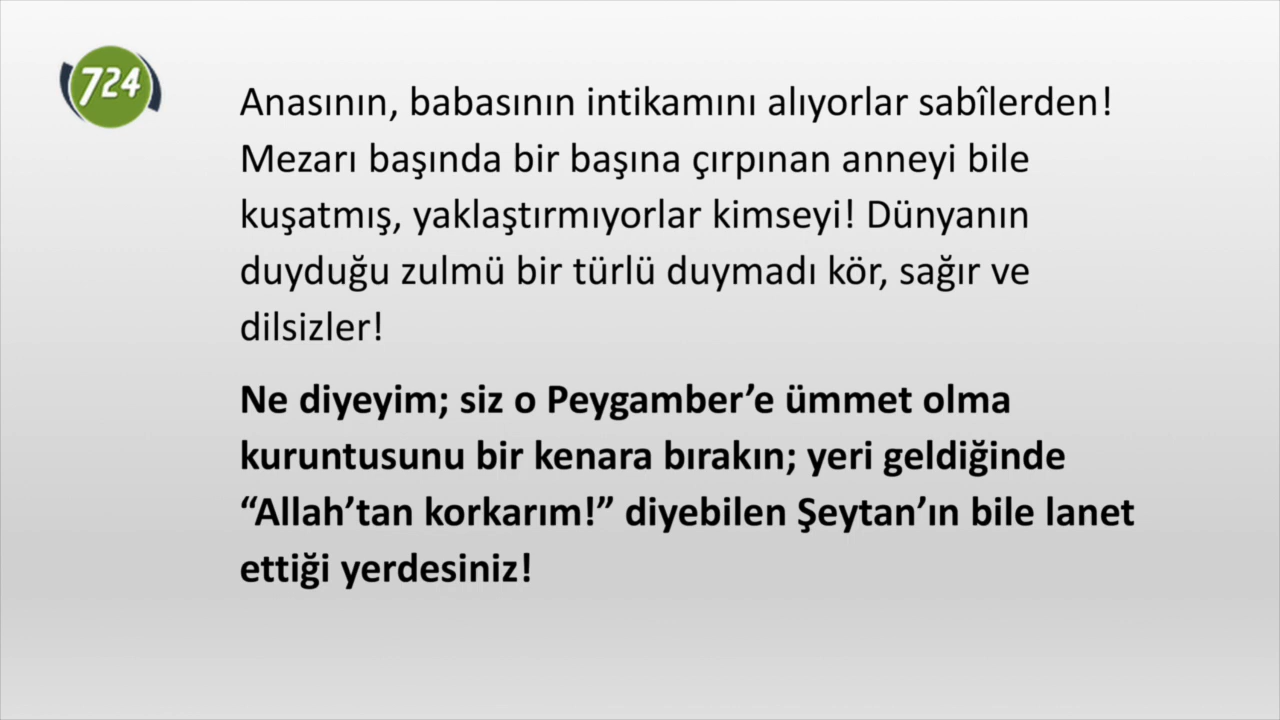 724
Anasının, babasının intikamını alıyorlar sabîlerden!
Mezarı başında bir başına çırpınan anneyi bile
kuşatmış, yaklaştırmıyorlar kimseyi! Dünyanın
duyduğu zulmü bir türlü duymadı kör, sağır ve
dilsizler!
Ne diyeyim; siz o Peygamber’e ümmet olma
kuruntusunu bir kenara bırakın; yeri geldiğinde
“Allah’tan korkarım!” diyebilen Şeytan’ın bile lanet
ettiği yerdesiniz!